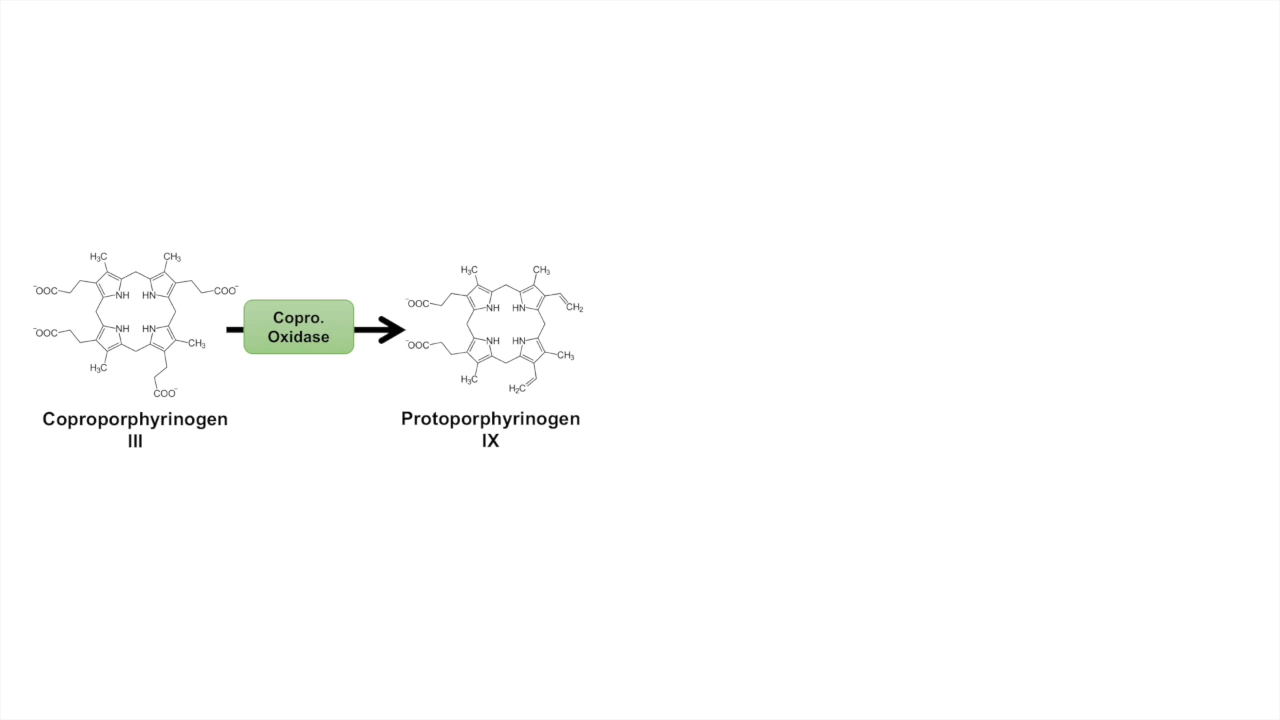 H₃C
CH₃
⁻OOC
COO⁻
NH
HN
⁻OOC
NH
HN
CH₃
H₃C
COO⁻
Coproporphyrinogen
III
Copro.
Oxidase
H₃C
CH₃
⁻OOC
CH₂
NH
HN
⁻OOC
NH
HN
CH₃
H₃C
H₂C
Protoporphyrinogen
IX